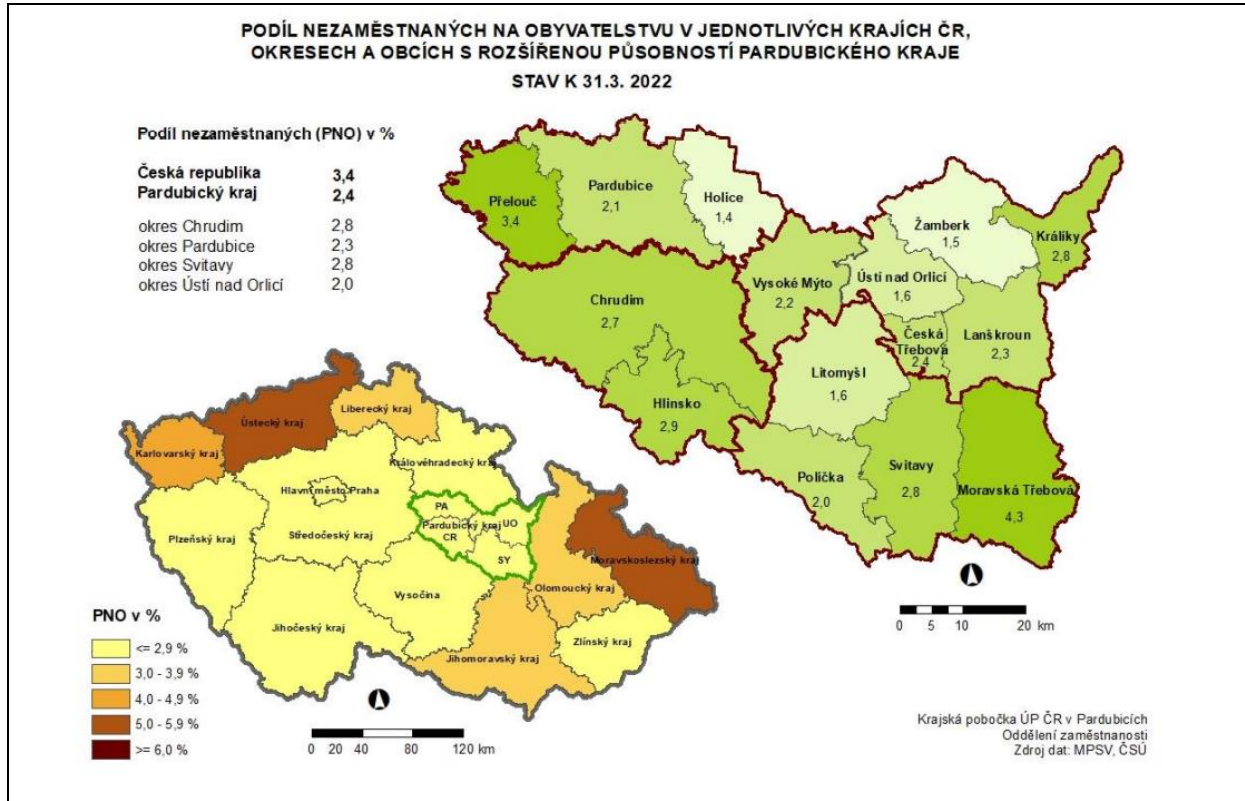 PODÍL NEZAMĚSTNANÝCH NA OBYVATELSTVU V JEDNOTLIVÝCH KRAJÍCH ČR,
OKRESECH A OBCÍCH S ROZŠÍŘENOU PŮSOBNOSTÍ PARDUBICKÉHO KRAJE
STAV K 31.3. 2022
Podíl nezaměstnaných (PNO) v %
Česká republika 3,4
Pardubický kraj 2,4
okres Chrudim 2,8
okres Pardubice 2,3
okres Svitavy 2,8
okres Ústí nad Orlicí 2,0
Přelouč
3,4
Pardubice
2,1
Holice
1,4
Žamberk
1,5
Králíky
2,8
Vysoké Mýto
2,2
Ústí nad Orlicí
1,6
Chrudim
2,7
Česká
Třebová
2,4
Lanškroun
2,3
Litomyšl
1,6
Hlinsko
2,9
Polička
2,0
Svitavy
2,8
Moravská Třebová
4,3
0 5 10 20 km
Ústecký kraj
Liberecký kraj
Karlovarský kraj
Královéhradecký kraj
Hlavní město Praha
PA
Pardubický kraj
UO
CR
SY
Plzeňský kraj
Středočeský kraj
Moravskoslezský kraj
Vysočina
Olomoucký kraj
Jihočeský kraj
Zlínský kraj
Jihomoravský kraj
PNO v %
<= 2,9 %
3,0 - 3,9 %
4,0 - 4,9 %
5,0 - 5,9 %
>= 6,0 %
0 20 40 80 120 km
Krajská pobočka ÚP ČR v Pardubicích
Oddělení zaměstnanosti
Zdroj dat: MPSV, ČSÚ